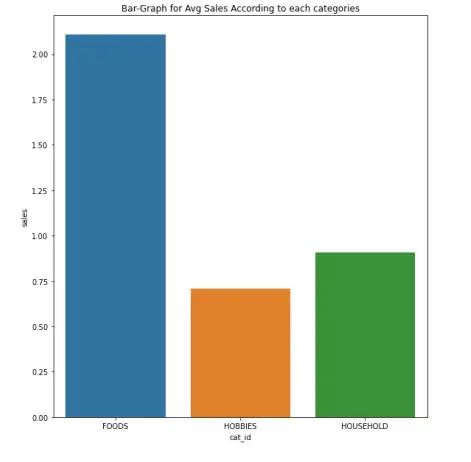 Bar-Graph for Avg Sales According to each categories
2.00
1.75
1.50
1.25
1.00
0.75
0.50
0.25
0.00
sales
FOODS HOBBIES HOUSEHOLD
cat_id